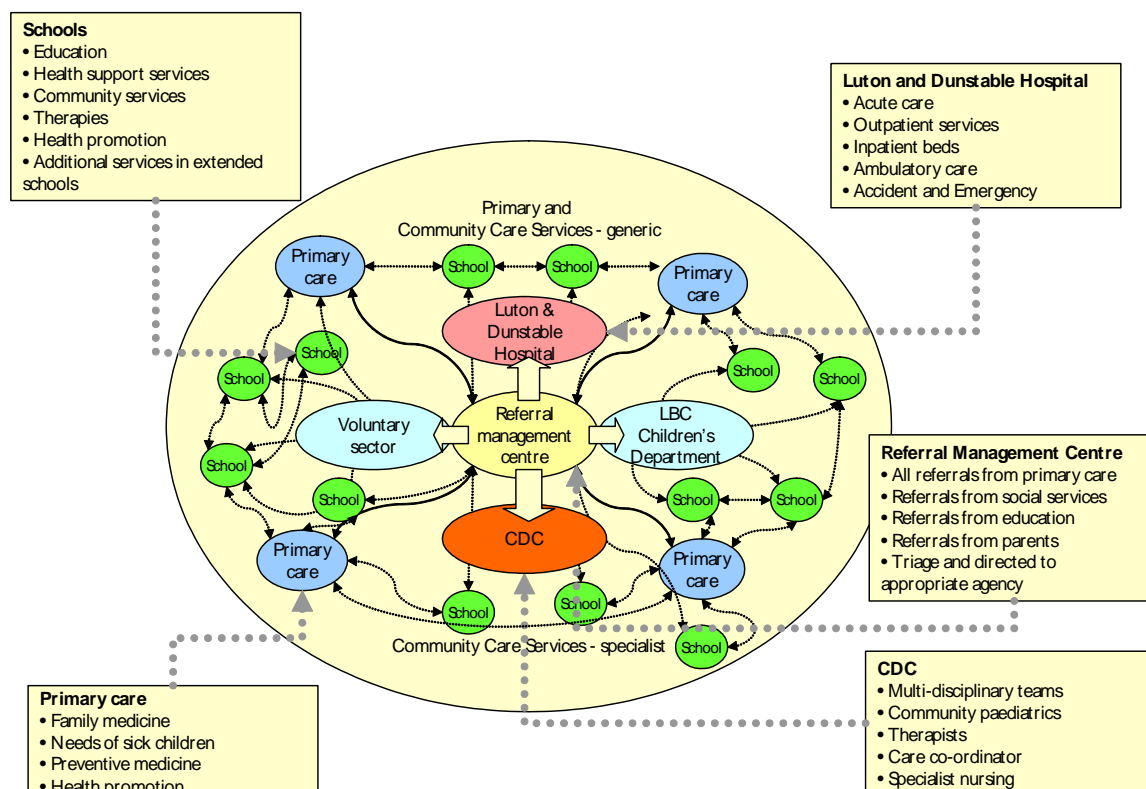 Schools
• Education
• Health support services
• Community services
• Therapies
• Health promotion
• Additional services in extended
schools
Luton and Dunstable Hospital
• Acute care
• Outpatient services
• Inpatient beds
• Ambulatory care
• Accident and Emergency
Primary and
Community Care Services - generic
Primary
care
School
School
Primary
care
Luton &
Dunstable
Hospital
School
School
School
School
Voluntary
sector
Referral
management
centre
LBC
Children's
Department
School
School
School
School
Primary
care
CDC
Primary
care
School
School
School
Community Care Services - specialist
Referral Management Centre
• All referrals from primary care
• Referrals from social services
• Referrals from education
• Referrals from parents
• Triage and directed to
appropriate agency
Primary care
• Family medicine
• Needs of sick children
• Preventive medicine
• Health promotion
CDC
• Multi-disciplinary teams
• Community paediatrics
• Therapists
• Care co-ordinator
• Specialist nursing